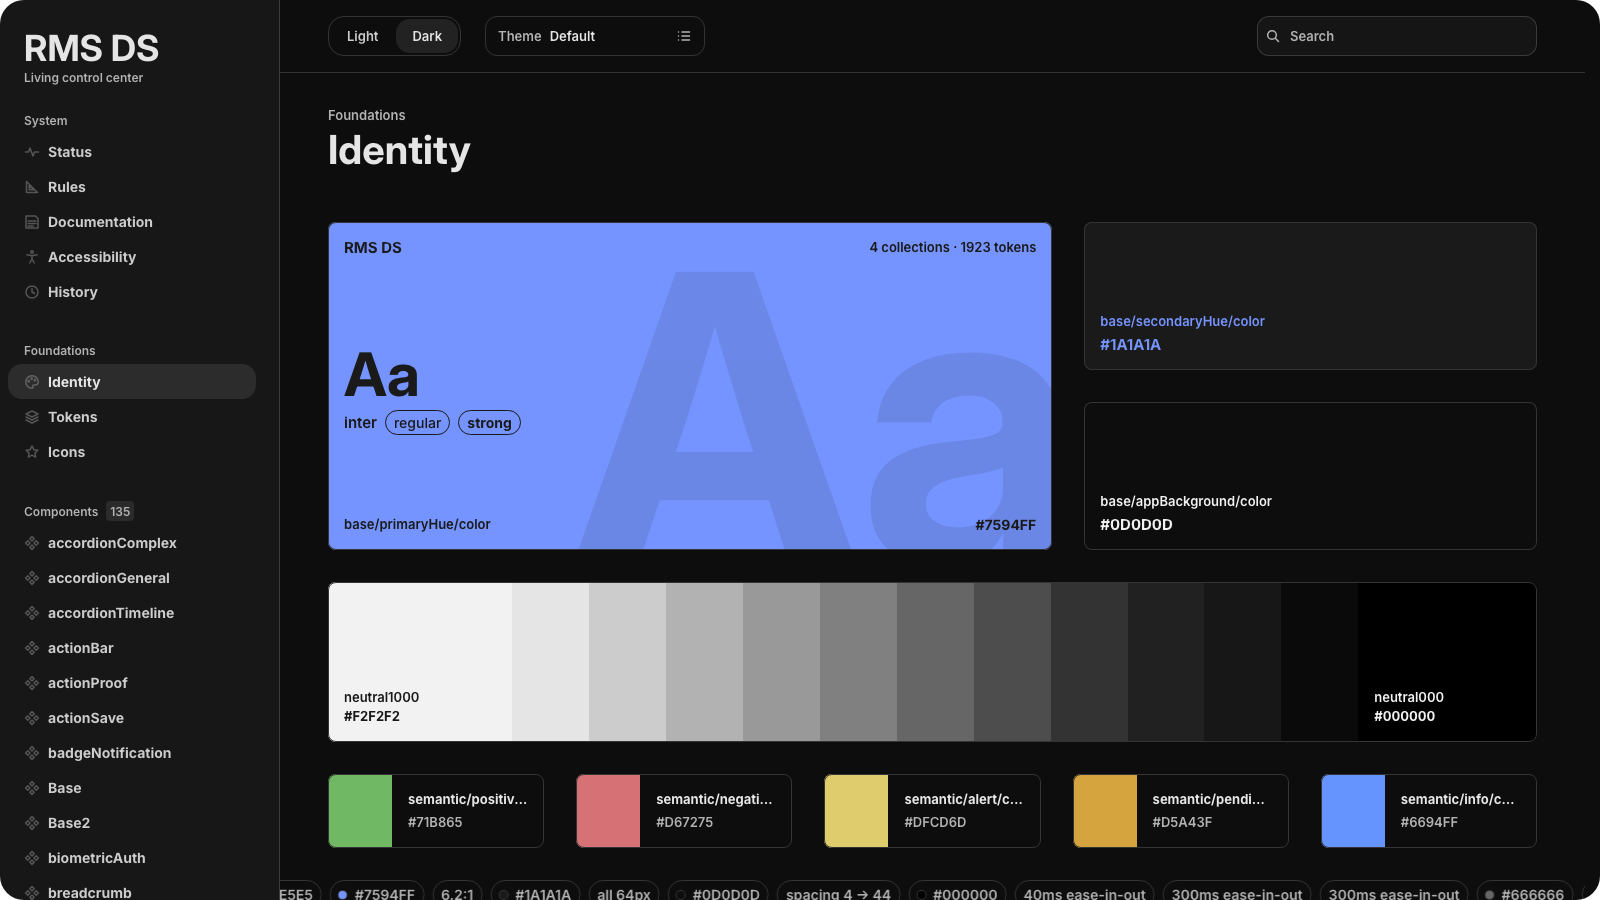 RMS DS
Living control center
System
Status
Rules
Documentation
Accessibility
History
Foundations
Identity
Tokens
Icons
Components 135
accordionComplex
accordionGeneral
accordionTimeline
actionBar
actionProof
actionSave
badgeNotification
Base
Base2
biometricAuth
breadcrumb
Light Dark
Theme Default
Search
Foundations
Identity
RMS DS
4 collections · 1923 tokens
Aa
Aa
inter regular strong
base/primaryHue/color
#7594FF
base/secondaryHue/color
#1A1A1A
base/appBackground/color
#0D0D0D
neutral1000
#F2F2F2
neutral000
#000000
semantic/positiv...
#71B865
semantic/negati...
#D67275
semantic/alert/c...
#DFCD6D
semantic/pendi...
#D5A43F
semantic/info/c...
#6694FF
E5E5 #7594FF 6.2:1 #1A1A1A all 64px #0D0D0D spacing 4 → 44 #000000 40ms ease-in-out 300ms ease-in-out 300ms ease-in-out #666666